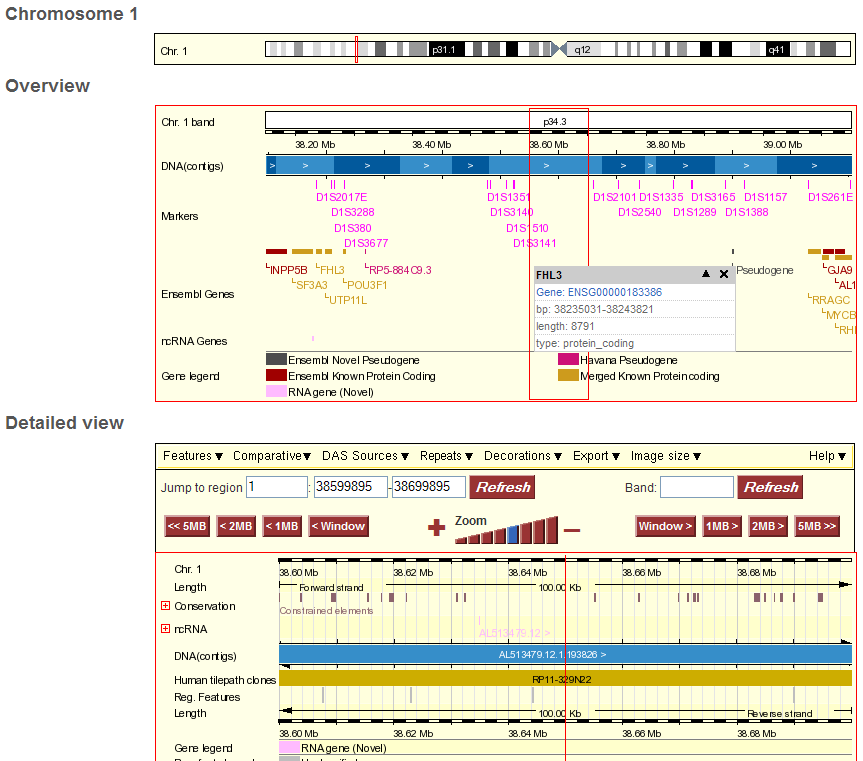 Chromosome 1
Chr. 1
p31.1
q12
q41
Overview
Chr. 1 band
p34.3
38.20 Mb
38.40 Mb
38.60 Mb
38.80 Mb
39.00 Mb
DNA(contigs)
> > > > > > > > >
Markers
D1S2017E
D1S1351
D1S2101
D1S1335
D1S3165
D1S1157
D1S261E
D1S3288
D1S3140
D1S2540
D1S1289
D1S1388
D1S380
D1S1510
D1S3677
D1S3141
Ensembl Genes
INPP5B
FHL3
RP5-884C9.3
Pseudogene
GJA9
SF3A3
POU3F1
AL1
UTP11L
RRAGC
MYCB
RHI
FHL3 ▲ ✕
Gene: ENSG00000183386
bp: 38235031-38243821
length: 8791
type: protein_coding
ncRNA Genes
Gene legend
Ensembl Novel Pseudogene
Havana Pseudogene
Ensembl Known Protein Coding
Merged Known Protein coding
RNA gene (Novel)
Detailed view
Features ▼ Comparative▼ DAS Sources ▼ Repeats ▼ Decorations ▼ Export ▼ Image size ▼ Help ▼
Jump to region 1 : 38599895 - 38699895 Refresh Band: Refresh
<< 5MB < 2MB < 1MB < Window + Zoom − Window > 1MB > 2MB > 5MB >>
Chr. 1
38.60 Mb 38.62 Mb 38.64 Mb 38.66 Mb 38.68 Mb
Length Forward strand 100.00 Kb
Conservation
Constrained elements
ncRNA
AL513479.12 >
DNA(contigs) AL513479.12.1.193826 >
Human tilepath clones RP11-329N22
Reg. Features
Length 100.00 Kb Reverse strand
38.60 Mb 38.62 Mb 38.64 Mb 38.66 Mb 38.68 Mb
Gene legend RNA gene (Novel)